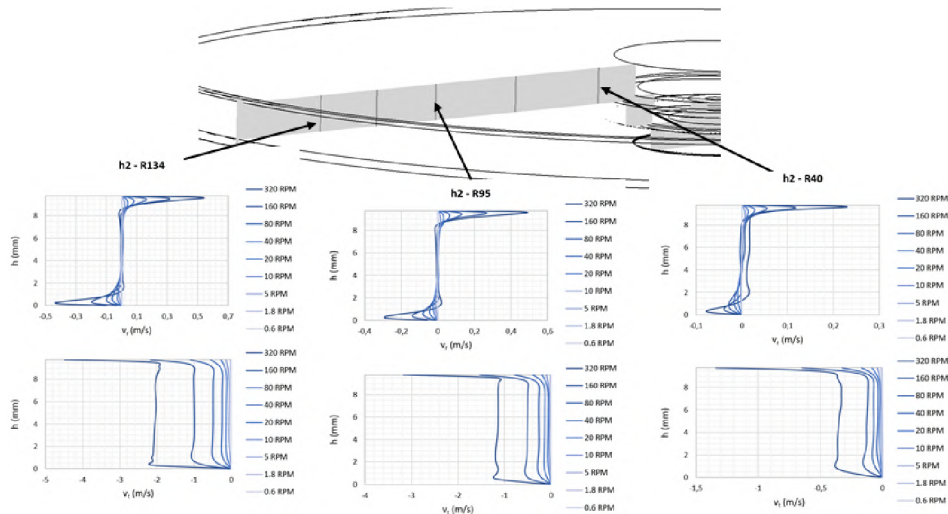 h2 - R134
h2 - R95
h2 - R40
h (mm)
8
6
4
2
0
-0,5
-0,3
-0,1
0,1
0,3
0,5
0,7
vr (m/s)
320 RPM
160 RPM
80 RPM
40 RPM
20 RPM
10 RPM
5 RPM
1.8 RPM
0.6 RPM
h (mm)
8
6
4
2
0
-0,4
-0,2
0
0,2
0,4
0,6
vr (m/s)
320 RPM
160 RPM
80 RPM
40 RPM
20 RPM
10 RPM
5 RPM
1.8 RPM
0.6 RPM
h (mm)
8
6
4
2
0
-0,1
0
0,1
0,2
0,3
vr (m/s)
320 RPM
160 RPM
80 RPM
40 RPM
20 RPM
10 RPM
5 RPM
1.8 RPM
0.6 RPM
h (mm)
8
6
4
2
0
-5
-4
-3
-2
-1
0
vt (m/s)
320 RPM
160 RPM
80 RPM
40 RPM
20 RPM
10 RPM
5 RPM
1.8 RPM
0.6 RPM
h (mm)
8
6
4
2
0
-4
-3
-2
-1
0
vt (m/s)
320 RPM
160 RPM
80 RPM
40 RPM
20 RPM
10 RPM
5 RPM
1.8 RPM
0.6 RPM
h (mm)
8
6
4
2
0
-1,5
-1
-0,5
0
vt (m/s)
320 RPM
160 RPM
80 RPM
40 RPM
20 RPM
10 RPM
5 RPM
1.8 RPM
0.6 RPM